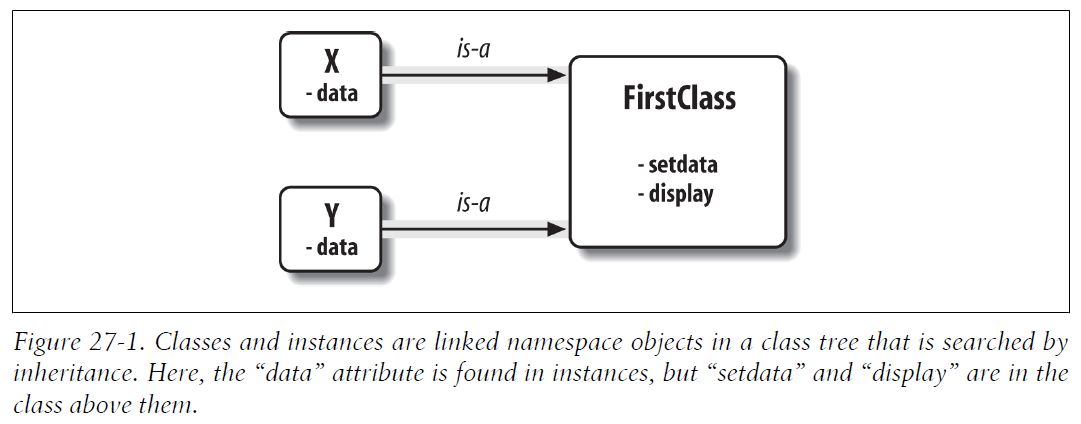 X
- data
is-a
FirstClass
- setdata
- display
Y
- data
is-a
Figure 27-1. Classes and instances are linked namespace objects in a class tree that is searched by
inheritance. Here, the “data” attribute is found in instances, but “setdata” and “display” are in the
class above them.